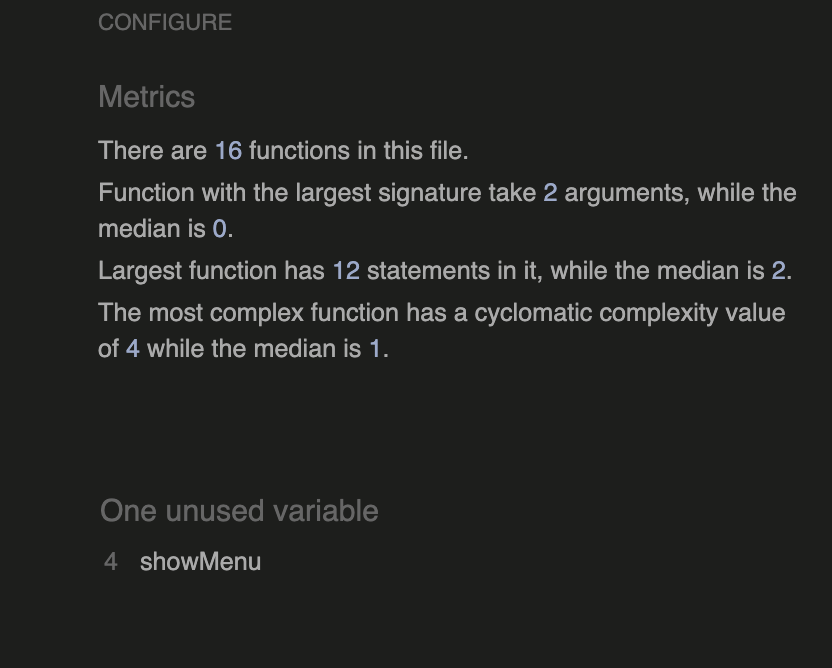 CONFIGURE
Metrics
There are 16 functions in this file.
Function with the largest signature take 2 arguments, while the
median is 0.
Largest function has 12 statements in it, while the median is 2.
The most complex function has a cyclomatic complexity value
of 4 while the median is 1.
One unused variable
4 showMenu